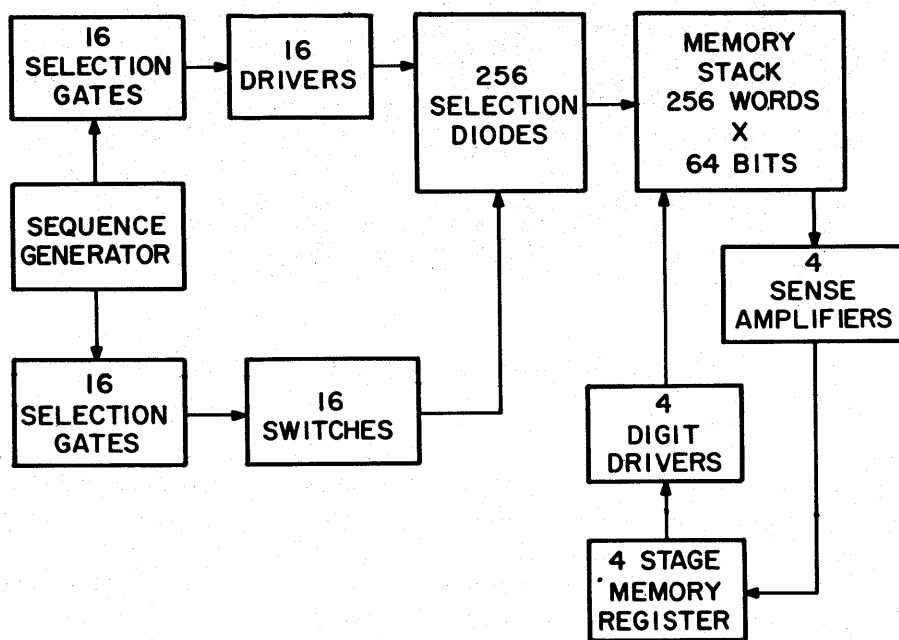 16
SELECTION
GATES
16
DRIVERS
256
SELECTION
DIODES
MEMORY
STACK
256 WORDS
X
64 BITS
SEQUENCE
GENERATOR
4
SENSE
AMPLIFIERS
16
SELECTION
GATES
16
SWITCHES
4
DIGIT
DRIVERS
4 STAGE
MEMORY
REGISTER